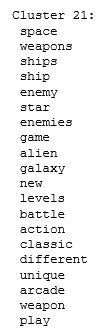 Cluster 21:
space
weapons
ships
ship
enemy
star
enemies
game
alien
galaxy
new
levels
battle
action
classic
different
unique
arcade
weapon
play